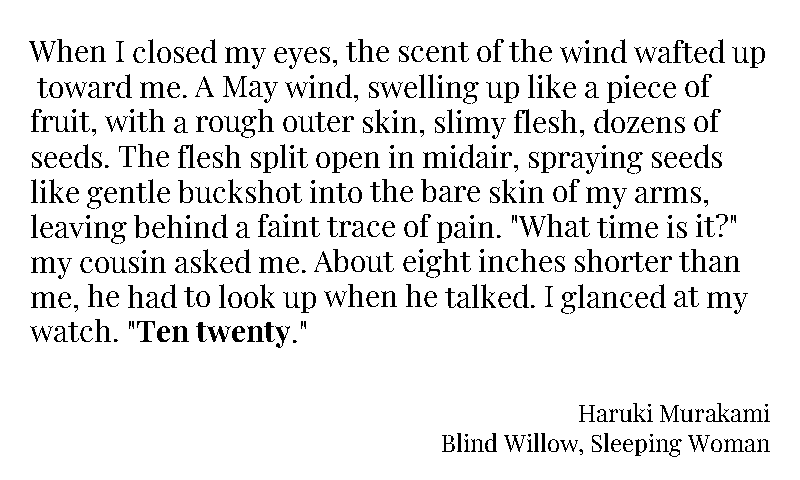 When I closed my eyes, the scent of the wind wafted up
toward me. A May wind, swelling up like a piece of
fruit, with a rough outer skin, slimy flesh, dozens of
seeds. The flesh split open in midair, spraying seeds
like gentle buckshot into the bare skin of my arms,
leaving behind a faint trace of pain. "What time is it?"
my cousin asked me. About eight inches shorter than
me, he had to look up when he talked. I glanced at my
watch. "Ten twenty."
Haruki Murakami
Blind Willow, Sleeping Woman